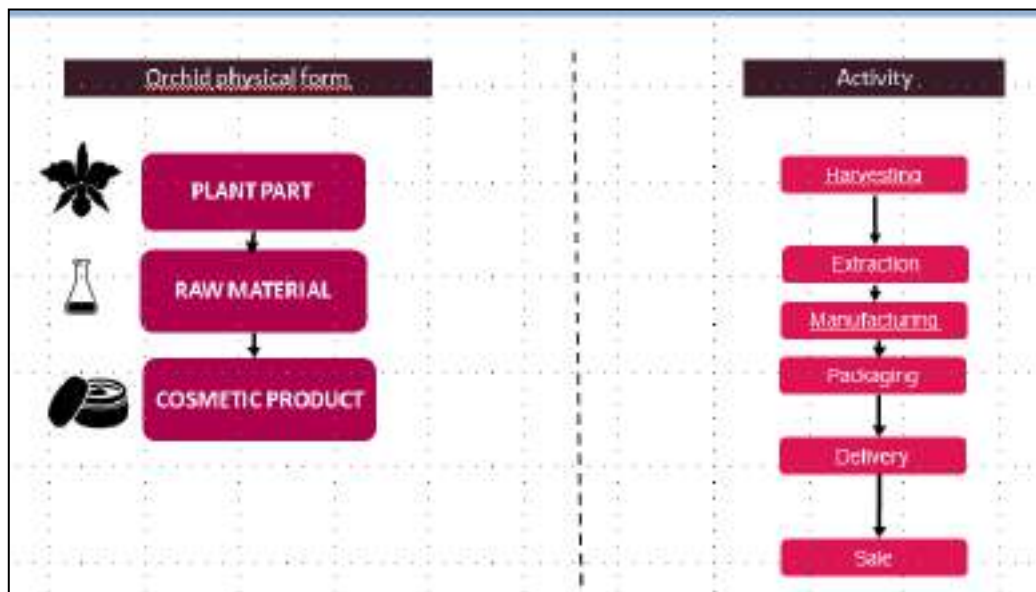 Orchid physical form
Activity
PLANT PART
RAW MATERIAL
COSMETIC PRODUCT
Harvesting
Extraction
Manufacturing
Packaging
Delivery
Sale